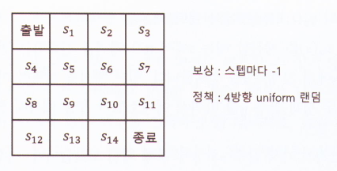 출발 S₁ S₂ S₃
S₄ S₅ S₆ S₇
보상 : 스텝마다 -1
S₈ S₉ S₁₀ S₁₁
정책 : 4방향 uniform 랜덤
S₁₂ S₁₃ S₁₄ 종료